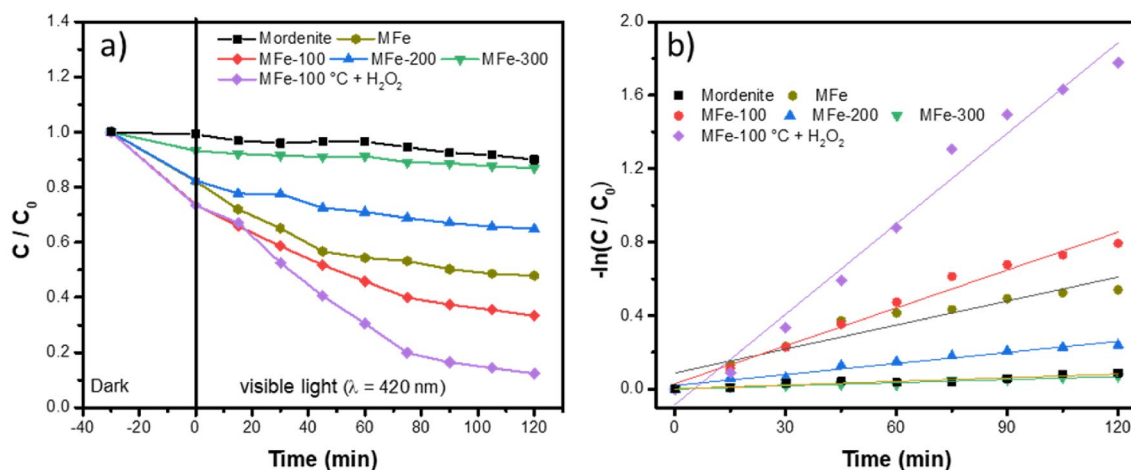 a)
Mordenite MFe
MFe-100 MFe-200 MFe-300
MFe-100 °C + H₂O₂
1.4
1.2
1.0
0.8
0.6
0.4
0.2
0.0
C / C₀
Dark
visible light (λ = 420 nm)
-40 -20 0 20 40 60 80 100 120
Time (min)
b)
Mordenite MFe
MFe-100 MFe-200 MFe-300
MFe-100 °C + H₂O₂
2.0
1.6
1.2
0.8
0.4
0.0
-ln(C / C₀)
0 30 60 90 120
Time (min)